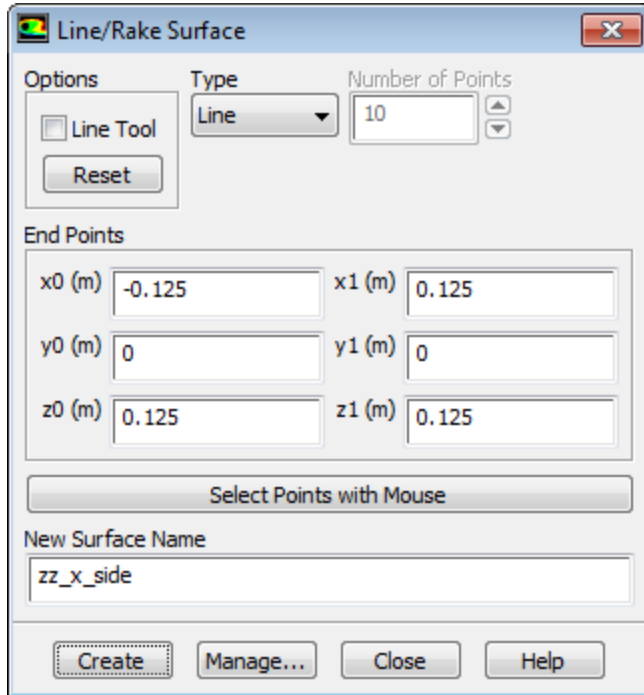 Line/Rake Surface
Options Type Number of Points
Line Tool Line 10
Reset
End Points
x0 (m) -0.125 x1 (m) 0.125
y0 (m) 0 y1 (m) 0
z0 (m) 0.125 z1 (m) 0.125
Select Points with Mouse
New Surface Name
zz_x_side
Create Manage... Close Help